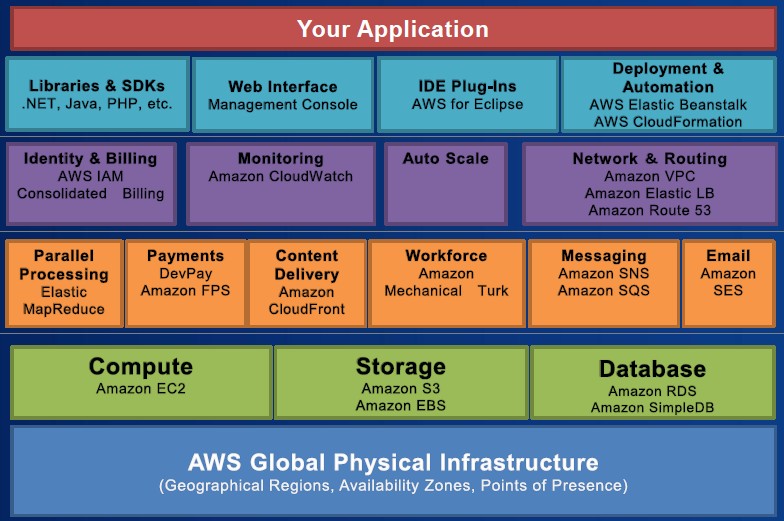 Your Application
Libraries & SDKs
.NET, Java, PHP, etc.
Web Interface
Management Console
IDE Plug-Ins
AWS for Eclipse
Deployment &
Automation
AWS Elastic Beanstalk
AWS CloudFormation
Identity & Billing
AWS IAM
Consolidated Billing
Monitoring
Amazon CloudWatch
Auto Scale
Network & Routing
Amazon VPC
Amazon Elastic LB
Amazon Route 53
Parallel
Processing
Elastic
MapReduce
Payments
DevPay
Amazon FPS
Content
Delivery
Amazon
CloudFront
Workforce
Amazon
Mechanical Turk
Messaging
Amazon SNS
Amazon SQS
Email
Amazon
SES
Compute
Amazon EC2
Storage
Amazon S3
Amazon EBS
Database
Amazon RDS
Amazon SimpleDB
AWS Global Physical Infrastructure
(Geographical Regions, Availability Zones, Points of Presence)